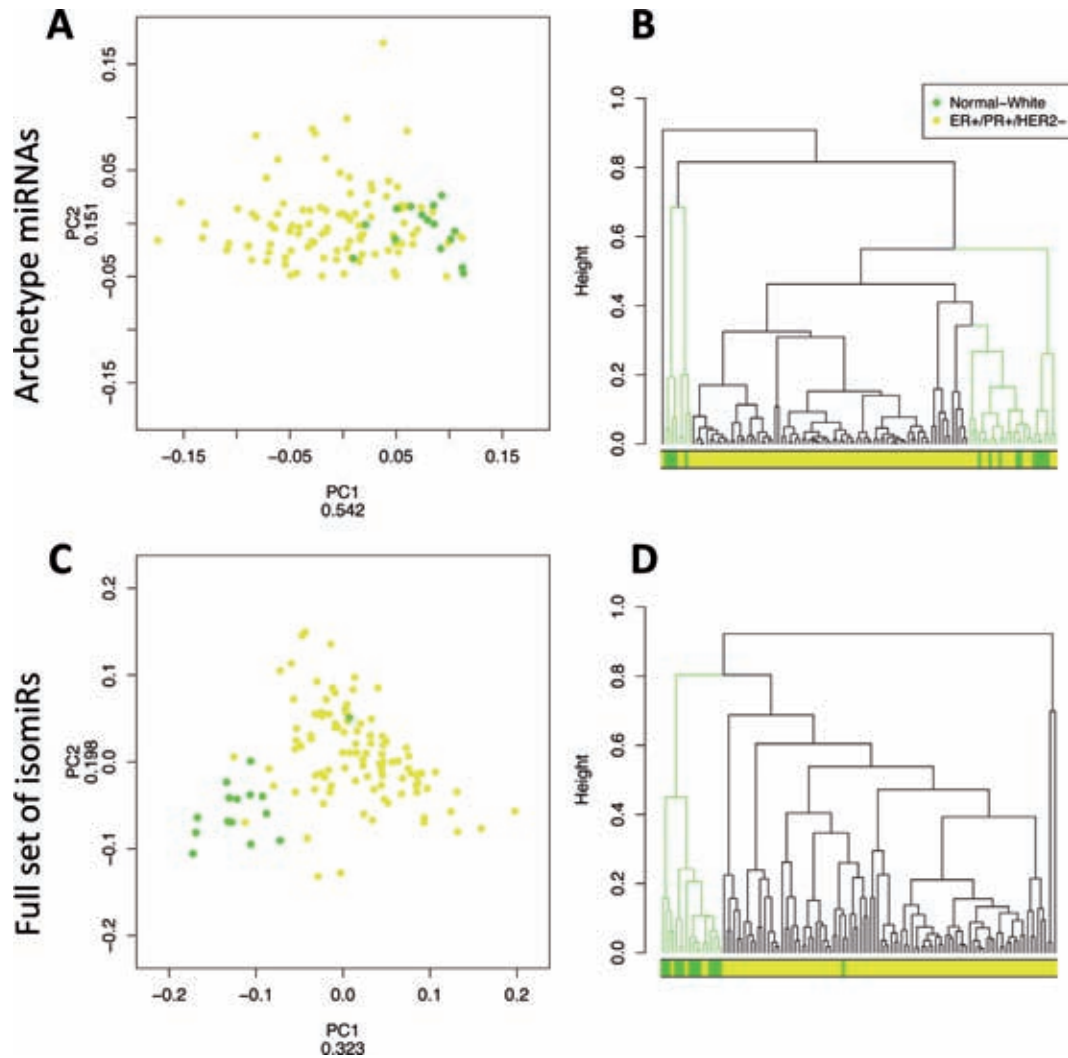 A
Archetype miRNAs
0.15
0.05
−0.05
−0.15
PC2
0.151
−0.15
−0.05
0.05
0.15
PC1
0.542
B
Normal−White
ER+/PR+/HER2−
1.0
0.8
0.6
0.4
0.2
0.0
Height
C
Full set of isomiRs
0.2
0.1
0.0
−0.1
−0.2
PC2
0.198
−0.2
−0.1
0.0
0.1
0.2
PC1
0.323
D
1.0
0.8
0.6
0.4
0.2
0.0
Height